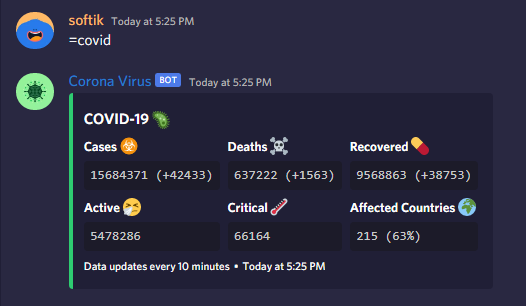 softik Today at 5:25 PM
=covid
Corona Virus BOT Today at 5:25 PM
COVID-19
Cases Deaths Recovered
15684371 (+42433) 637222 (+1563) 9568863 (+38753)
Active Critical Affected Countries
5478286 66164 215 (63%)
Data updates every 10 minutes • Today at 5:25 PM